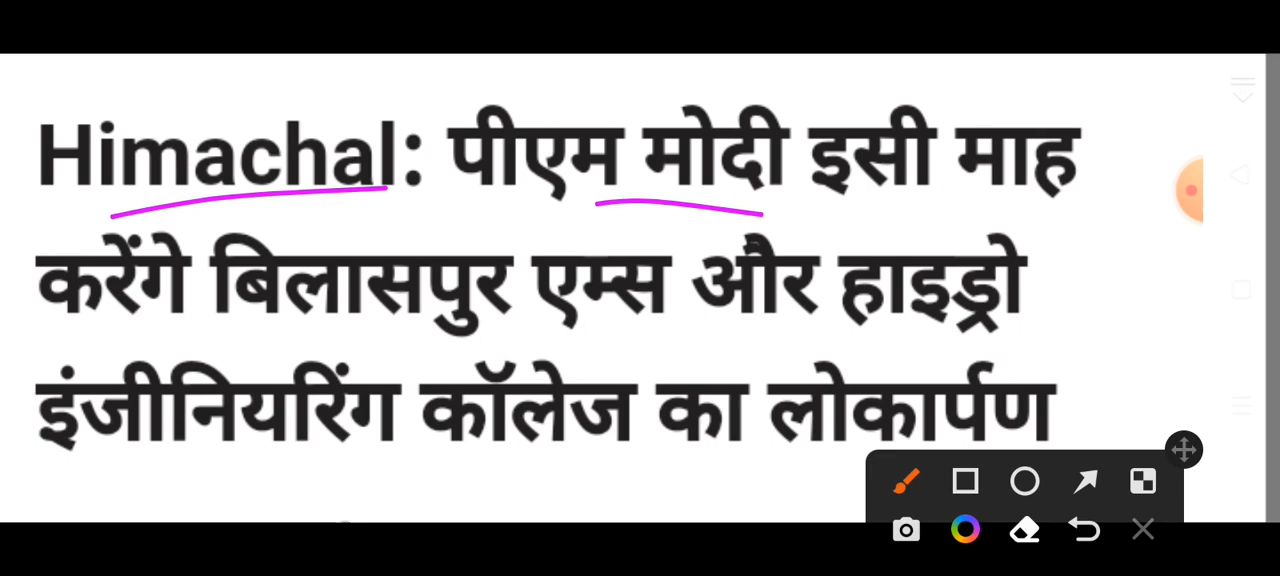 Himachal: पीएम मोदी इसी माह
करेंगे बिलासपुर एम्स और हाइड्रो
इंजीनियरिंग कॉलेज का लोकार्पण